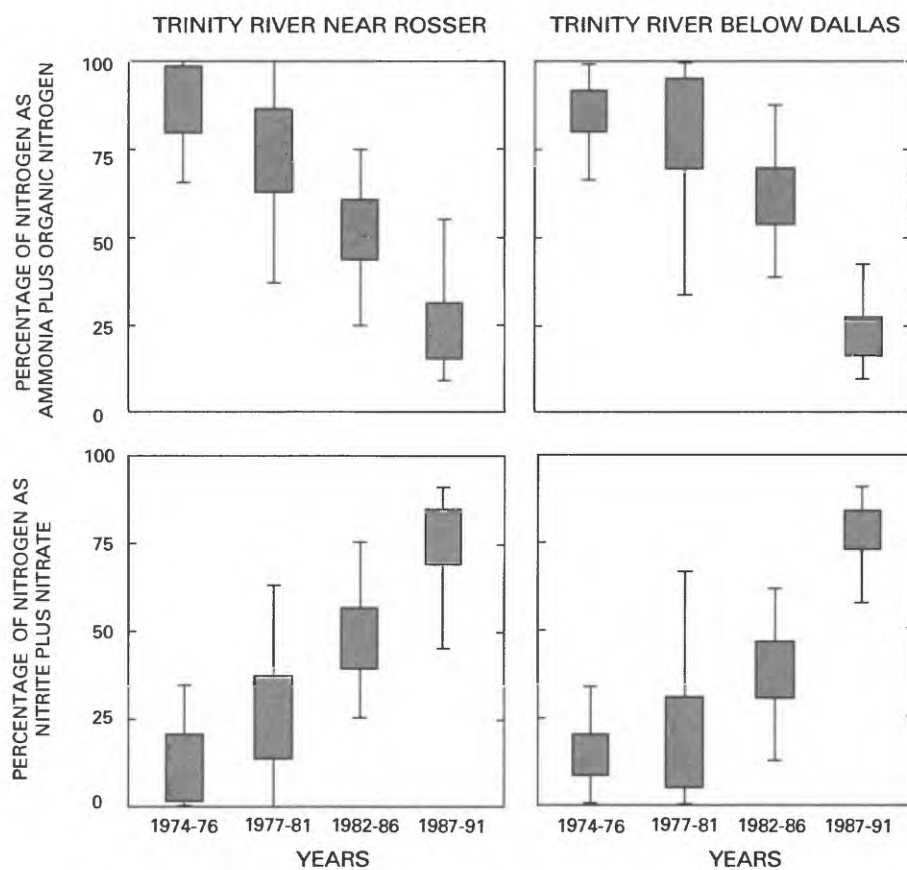 TRINITY RIVER NEAR ROSSER
TRINITY RIVER BELOW DALLAS
PERCENTAGE OF NITROGEN AS
AMMONIA PLUS ORGANIC NITROGEN
100
75
50
25
0
PERCENTAGE OF NITROGEN AS
NITRITE PLUS NITRATE
100
75
50
25
0
1974-76 1977-81 1982-86 1987-91
YEARS
1974-76 1977-81 1982-86 1987-91
YEARS